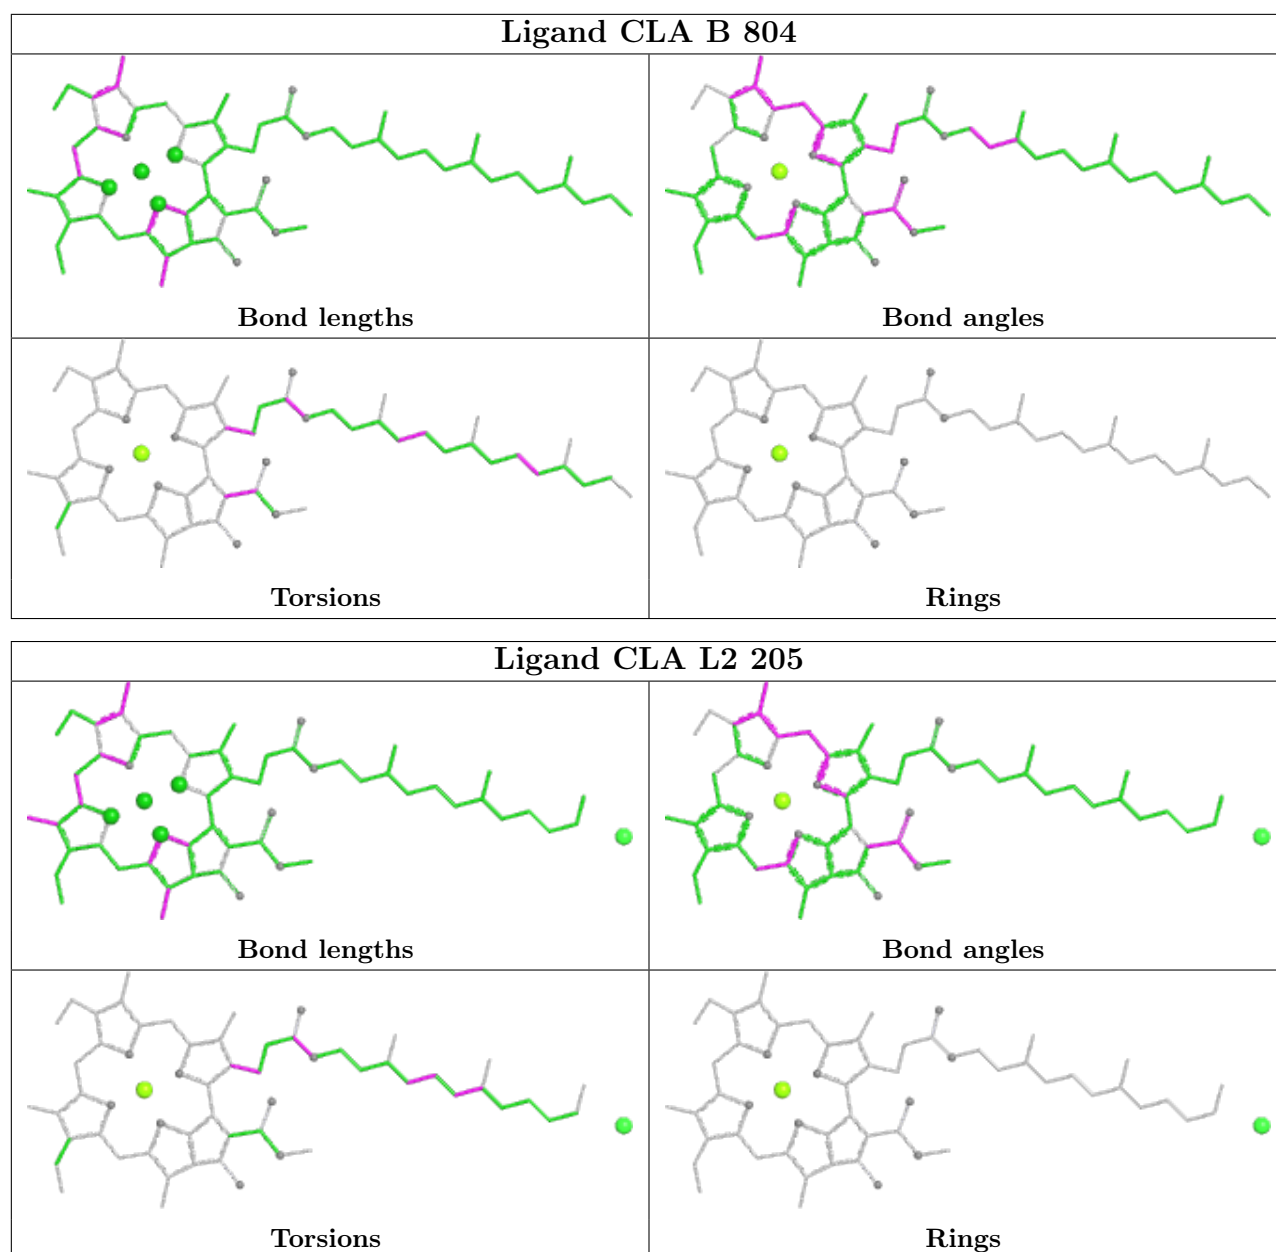 Ligand CLA B 804
Bond lengths
Bond angles
Torsions
Rings
Ligand CLA L2 205
Bond lengths
Bond angles
Torsions
Rings